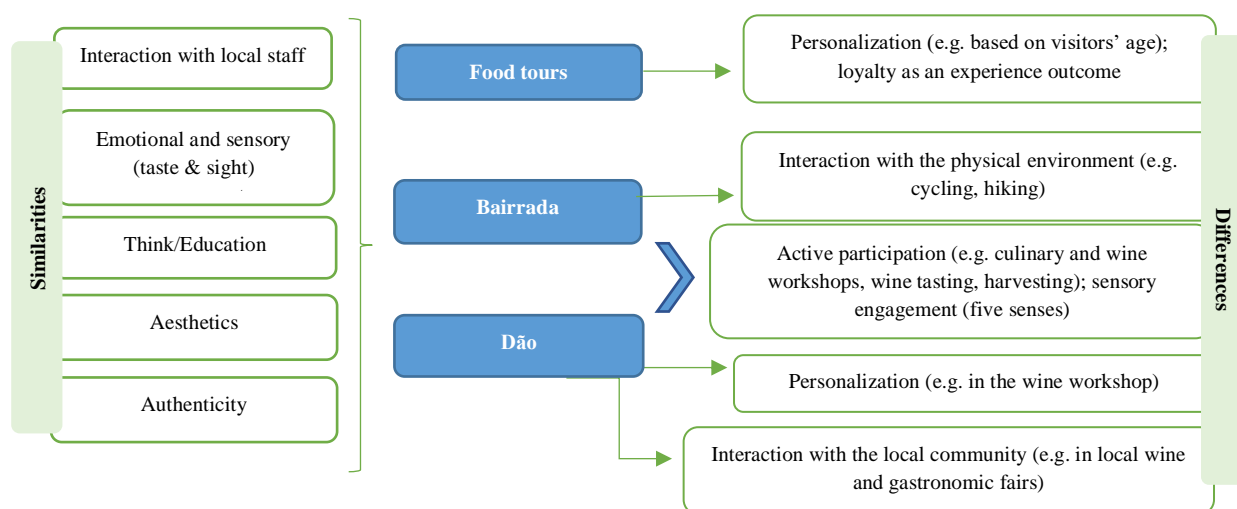 Similarities
Interaction with local staff
Emotional and sensory
(taste & sight)
Think/Education
Aesthetics
Authenticity
Food tours
Bairrada
Dão
Personalization (e.g. based on visitors’ age);
loyalty as an experience outcome
Interaction with the physical environment (e.g.
cycling, hiking)
Active participation (e.g. culinary and wine
workshops, wine tasting, harvesting); sensory
engagement (five senses)
Personalization (e.g. in the wine workshop)
Interaction with the local community (e.g. in local wine
and gastronomic fairs)
Differences